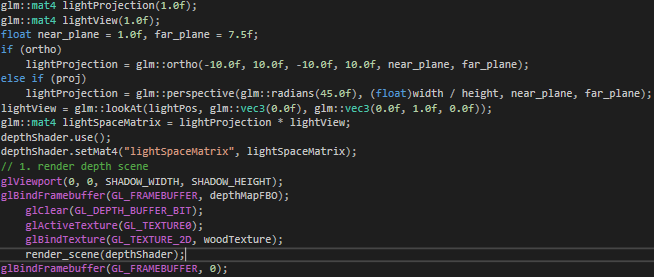 glm::mat4 lightProjection(1.0f);
glm::mat4 lightView(1.0f);
float near_plane = 1.0f, far_plane = 7.5f;
if (ortho)
    lightProjection = glm::ortho(-10.0f, 10.0f, -10.0f, 10.0f, near_plane, far_plane);
else if (proj)
    lightProjection = glm::perspective(glm::radians(45.0f), (float)width / height, near_plane, far_plane);
lightView = glm::lookAt(lightPos, glm::vec3(0.0f), glm::vec3(0.0f, 1.0f, 0.0f));
glm::mat4 lightSpaceMatrix = lightProjection * lightView;
depthShader.use();
depthShader.setMat4("lightSpaceMatrix", lightSpaceMatrix);
// 1. render depth scene
glViewport(0, 0, SHADOW_WIDTH, SHADOW_HEIGHT);
glBindFramebuffer(GL_FRAMEBUFFER, depthMapFBO);
    glClear(GL_DEPTH_BUFFER_BIT);
    glActiveTexture(GL_TEXTURE0);
    glBindTexture(GL_TEXTURE_2D, woodTexture);
    render_scene(depthShader);
glBindFramebuffer(GL_FRAMEBUFFER, 0);